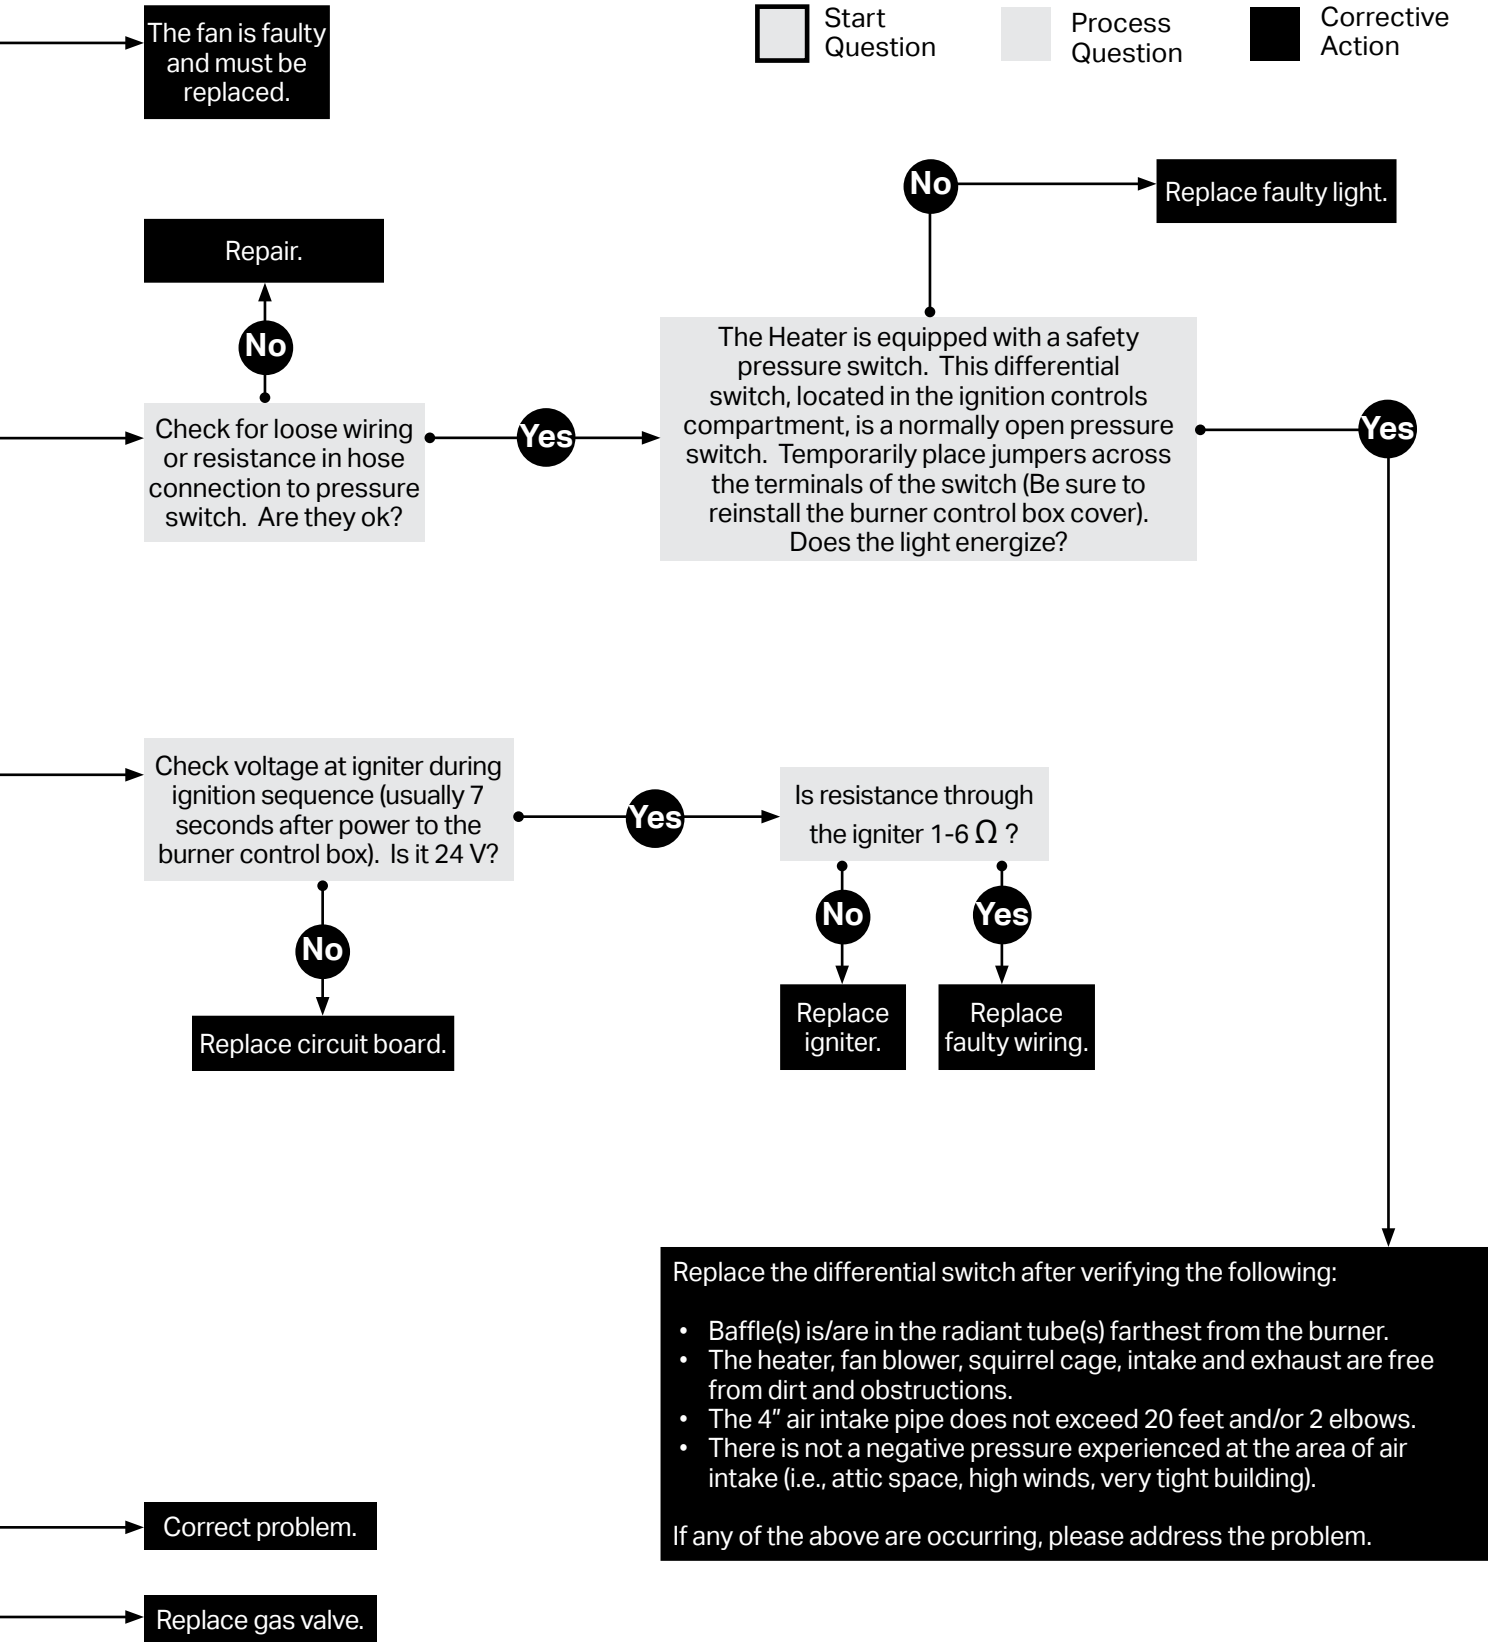 The fan is faulty
and must be
replaced.
Start
Question
Process
Question
Corrective
Action
No
Replace faulty light.
Repair.
No
Check for loose wiring
or resistance in hose
connection to pressure
switch.  Are they ok?
Yes
The Heater is equipped with a safety
pressure switch.  This differential
switch, located in the ignition controls
compartment, is a normally open pressure
switch.  Temporarily place jumpers across
the terminals of the switch (Be sure to
reinstall the burner control box cover).
Does the light energize?
Yes
Check voltage at igniter during
ignition sequence (usually 7
seconds after power to the
burner control box).  Is it 24 V?
Yes
Is resistance through
the igniter 1-6 Ω ?
No
Replace circuit board.
No
Replace
igniter.
Yes
Replace
faulty wiring.
Replace the differential switch after verifying the following:
• Baffle(s) is/are in the radiant tube(s) farthest from the burner.
• The heater, fan blower, squirrel cage, intake and exhaust are free
from dirt and obstructions.
• The 4″ air intake pipe does not exceed 20 feet and/or 2 elbows.
• There is not a negative pressure experienced at the area of air
intake (i.e., attic space, high winds, very tight building).
If any of the above are occurring, please address the problem.
Correct problem.
Replace gas valve.